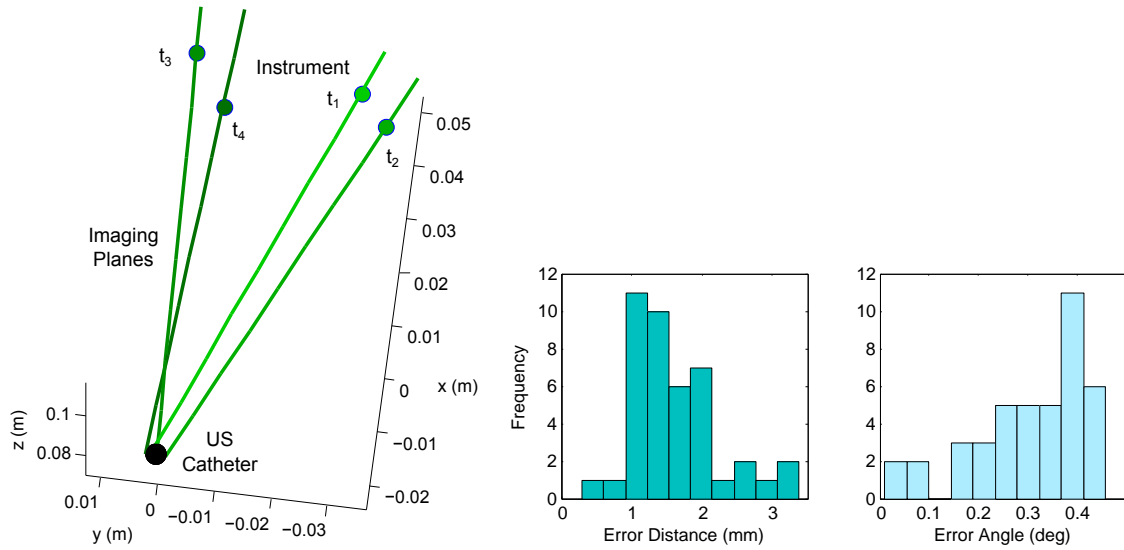 t3
Instrument
t1
t4
t2
Imaging
Planes
US
Catheter
0.05
0.04
0.03
0.02
0.01
0
−0.01
−0.02
x (m)
0.1
0.08
z (m)
0.01
0
−0.01
−0.02
−0.03
y (m)
12
10
8
6
4
2
0
Frequency
0
1
2
3
Error Distance (mm)
12
10
8
6
4
2
0
0
0.1
0.2
0.3
0.4
Error Angle (deg)